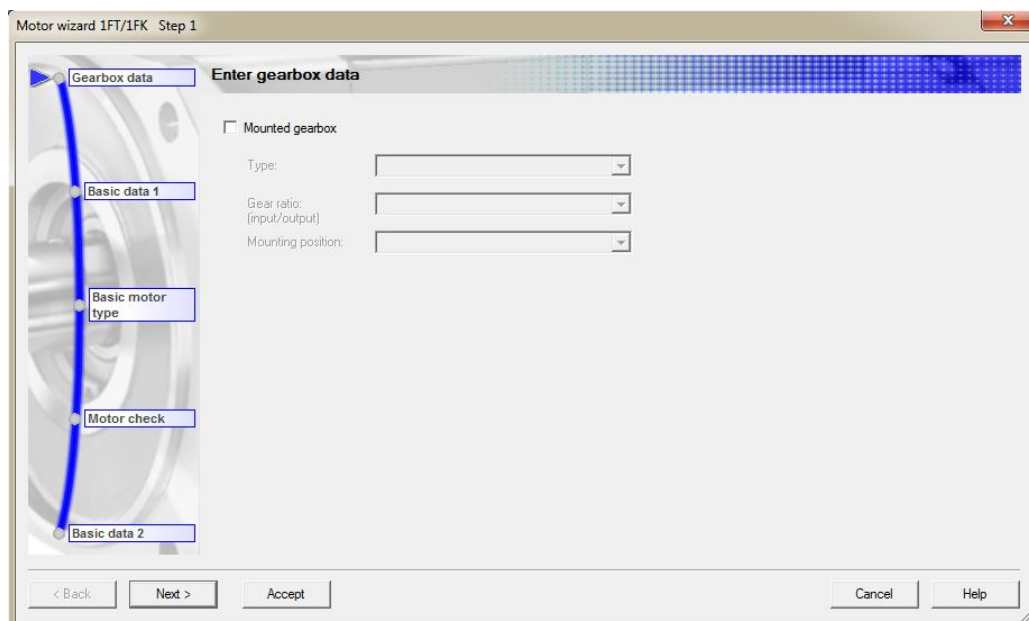 Motor wizard 1FT/1FK Step 1
Gearbox data
Enter gearbox data
Mounted gearbox
Type:
Gear ratio:
(input/output)
Mounting position:
Basic data 1
Basic motor
type
Motor check
Basic data 2
< Back
Next >
Accept
Cancel
Help